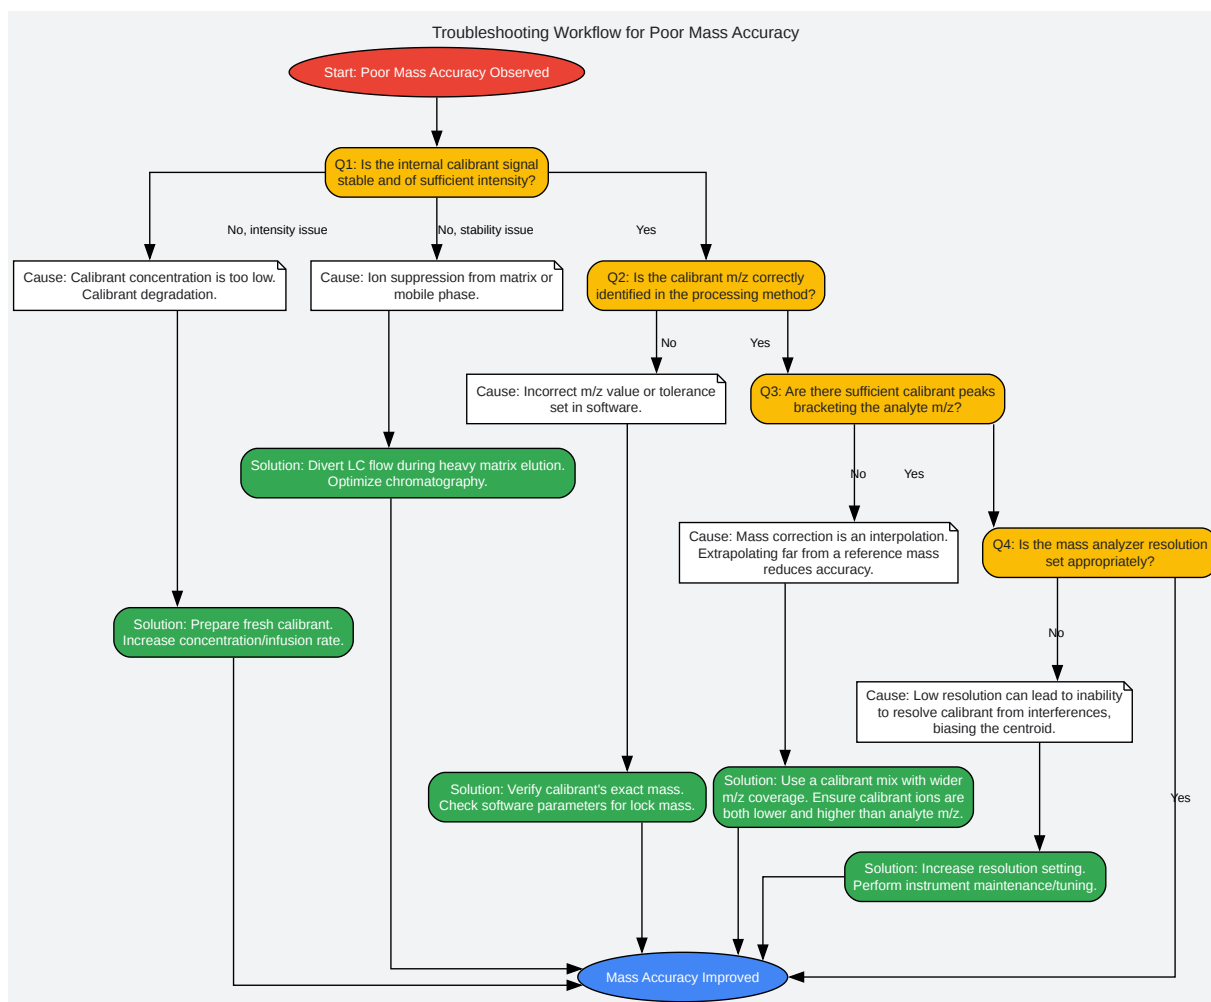 Troubleshooting Workflow for Poor Mass Accuracy
Start: Poor Mass Accuracy Observed
Q1: Is the internal calibrant signal
stable and of sufficient intensity?
No, intensity issue
No, stability issue
Yes
Cause: Calibrant concentration is too low.
Calibrant degradation.
Cause: Ion suppression from matrix or
mobile phase.
Q2: Is the calibrant m/z correctly
identified in the processing method?
No
Yes
Cause: Incorrect m/z value or tolerance
set in software.
Q3: Are there sufficient calibrant peaks
bracketing the analyte m/z?
Solution: Divert LC flow during heavy matrix elution.
Optimize chromatography.
No
Yes
Cause: Mass correction is an interpolation.
Extrapolating far from a reference mass
reduces accuracy.
Q4: Is the mass analyzer resolution
set appropriately?
Solution: Prepare fresh calibrant.
Increase concentration/infusion rate.
No
Cause: Low resolution can lead to inability
to resolve calibrant from interferences,
biasing the centroid.
Solution: Verify calibrant's exact mass.
Check software parameters for lock mass.
Solution: Use a calibrant mix with wider
m/z coverage. Ensure calibrant ions are
both lower and higher than analyte m/z.
Yes
Solution: Increase resolution setting.
Perform instrument maintenance/tuning.
Mass Accuracy Improved